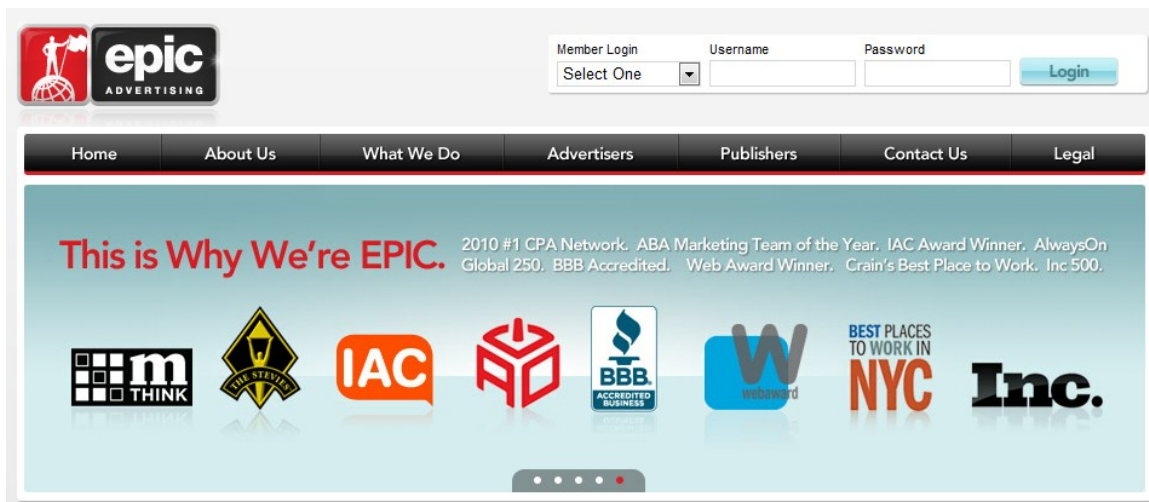 epic
ADVERTISING
Member Login
Username
Password
Select One
Login
Home
About Us
What We Do
Advertisers
Publishers
Contact Us
Legal
This is Why We're EPIC.
2010 #1 CPA Network. ABA Marketing Team of the Year. IAC Award Winner. AlwaysOn
Global 250. BBB Accredited. Web Award Winner. Crain's Best Place to Work. Inc 500.
m
THINK
THE STEVIES
IAC
BBB.
ACCREDITED
BUSINESS
W
webaward
BEST PLACES
TO WORK IN
NYC
Inc.